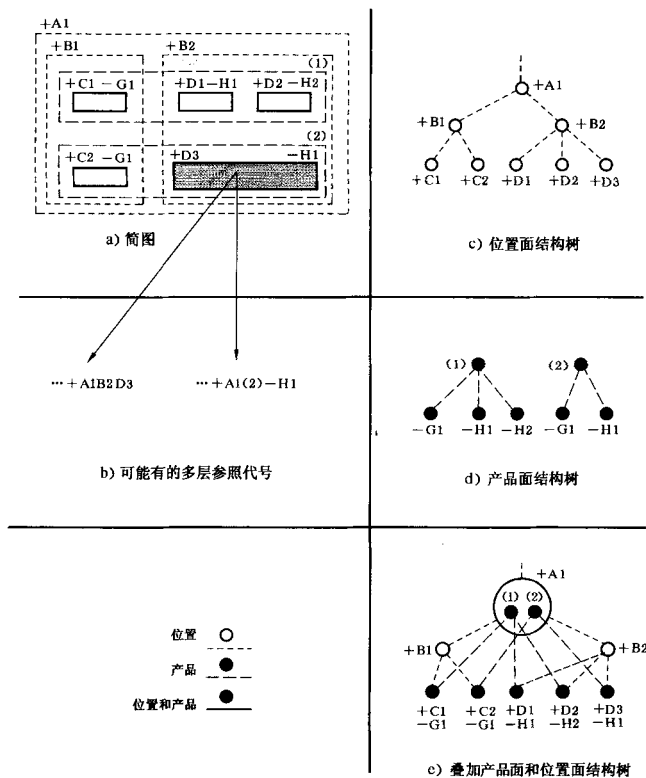 +A1
+B1 +B2
(1)
+C1 -G1 +D1-H1 +D2-H2
(2)
+C2 -G1 +D3 -H1
a) 简图
+A1
+B1 +B2
+C1 +C2 +D1 +D2 +D3
c) 位置面结构树
…+A1B2D3 …+A1(2)-H1
b) 可能有的多层参照代号
(1) (2)
-G1 -H1 -H2 -G1 -H1
d) 产品面结构树
位置
产品
位置和产品
+A1
(1) (2)
+B1 +B2
+C1 +C2 +D1 +D2 +D3
-G1 -G1 -H1 -H2 -H1
e) 叠加产品面和位置面结构树